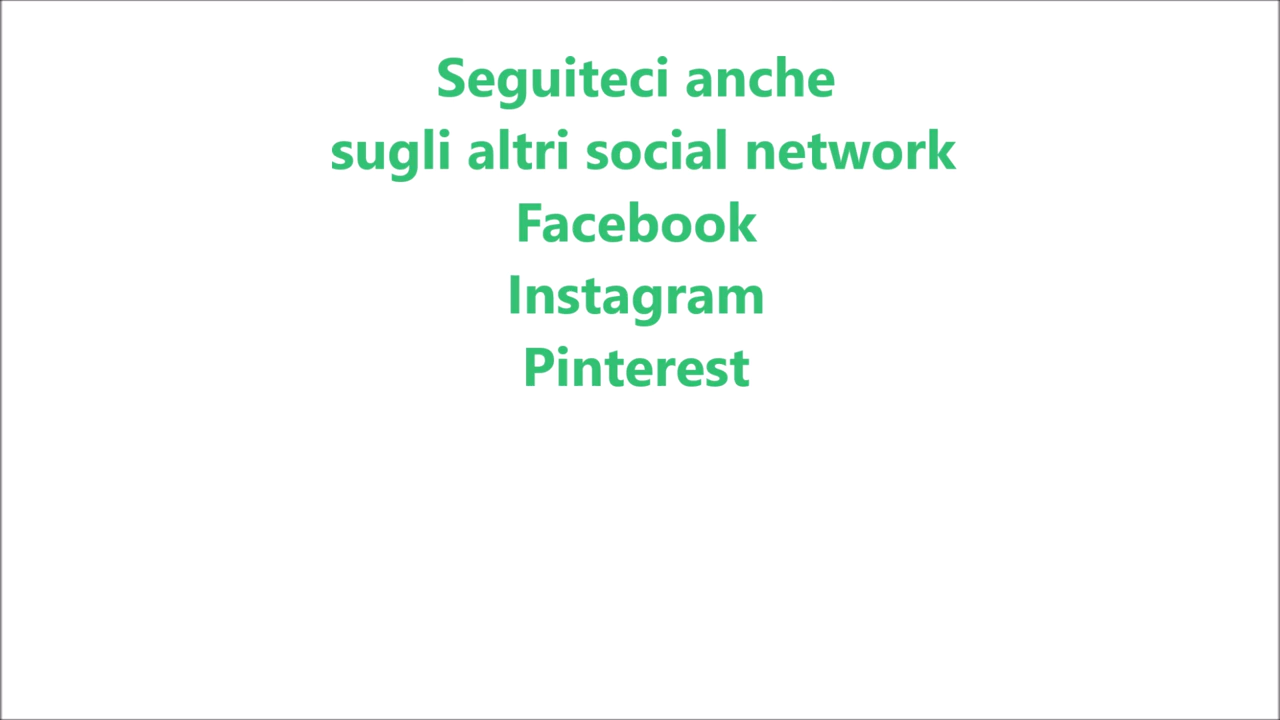 Seguiteci anche
sugli altri social network
Facebook
Instagram
Pinterest